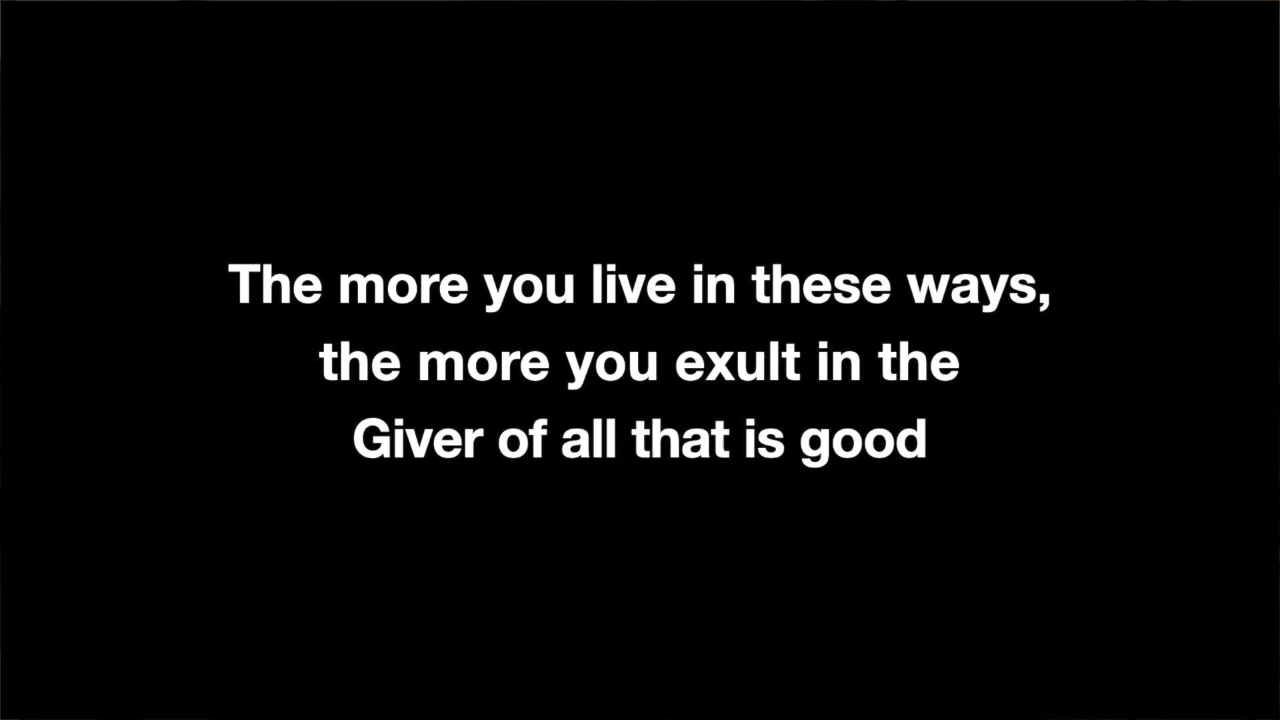 The more you live in these ways,
the more you exult in the
Giver of all that is good